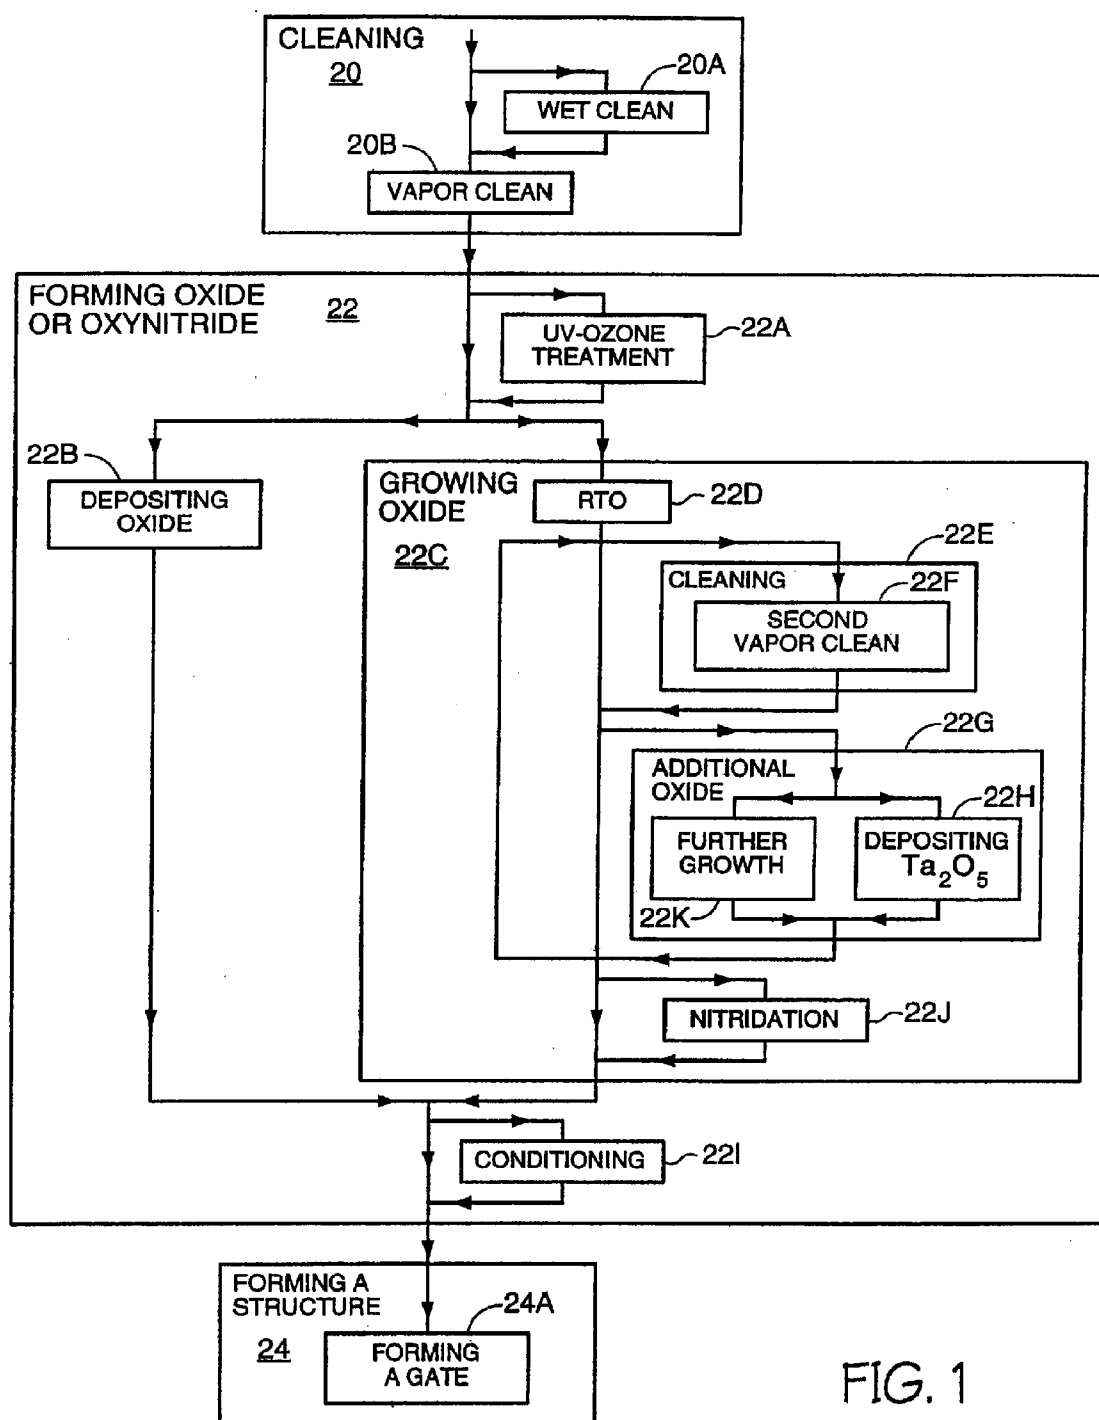 CLEANING
20
20A
WET CLEAN
20B
VAPOR CLEAN
FORMING OXIDE
OR OXYNITRIDE
22
UV-OZONE
TREATMENT
22A
22B
DEPOSITING
OXIDE
GROWING
OXIDE
22C
RTO
22D
22E
CLEANING
22F
SECOND
VAPOR CLEAN
22G
ADDITIONAL
OXIDE
22H
FURTHER
GROWTH
DEPOSITING
Ta₂O₅
22K
NITRIDATION
22J
CONDITIONING
22I
FORMING A
STRUCTURE
24
24A
FORMING
A GATE
FIG. 1